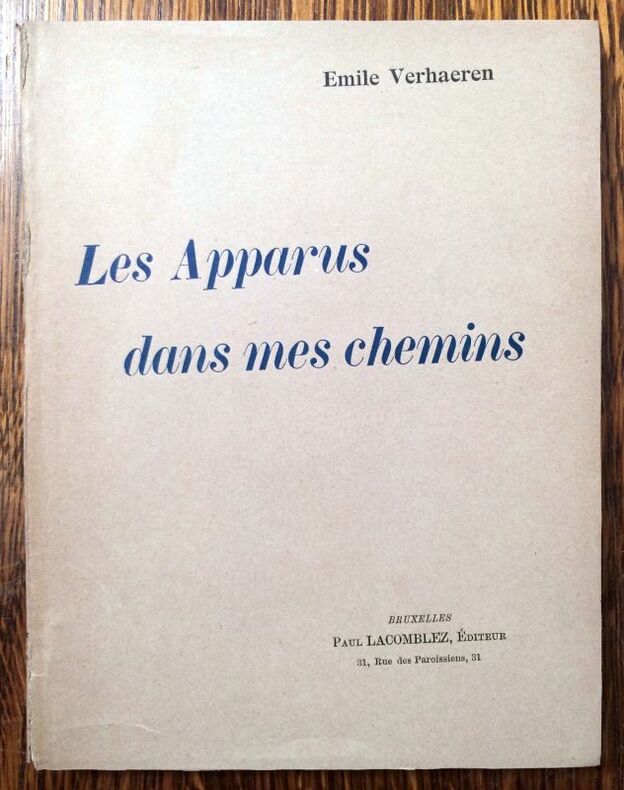 Emile Verhaeren
Les Apparus
dans mes chemins
BRUXELLES
PAUL LACOMBLEZ, ÉDITEUR
31, Rue des Paroissiens, 31